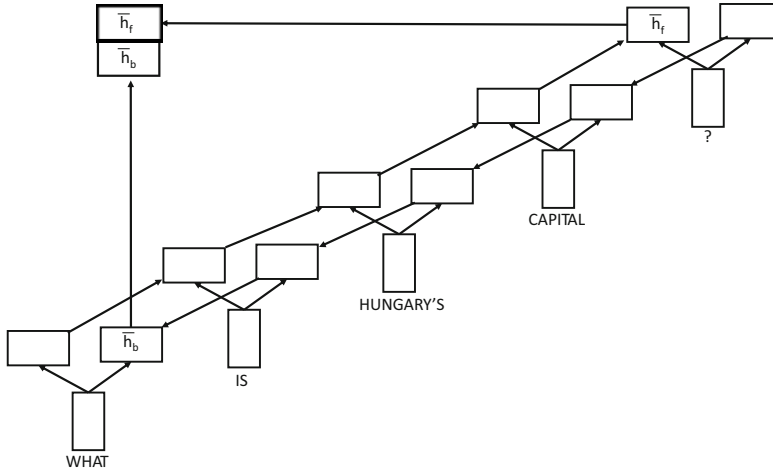 h̅f
h̅b
h̅f
?
CAPITAL
HUNGARY'S
h̅b
IS
WHAT